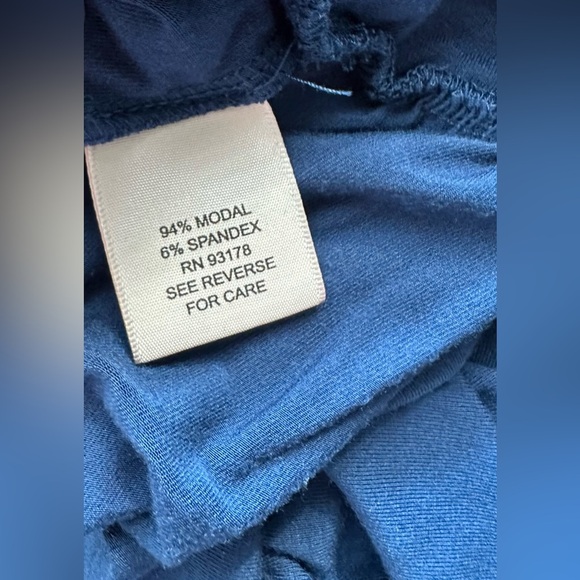 94% MODAL
6% SPANDEX
RN 93178
SEE REVERSE
FOR CARE